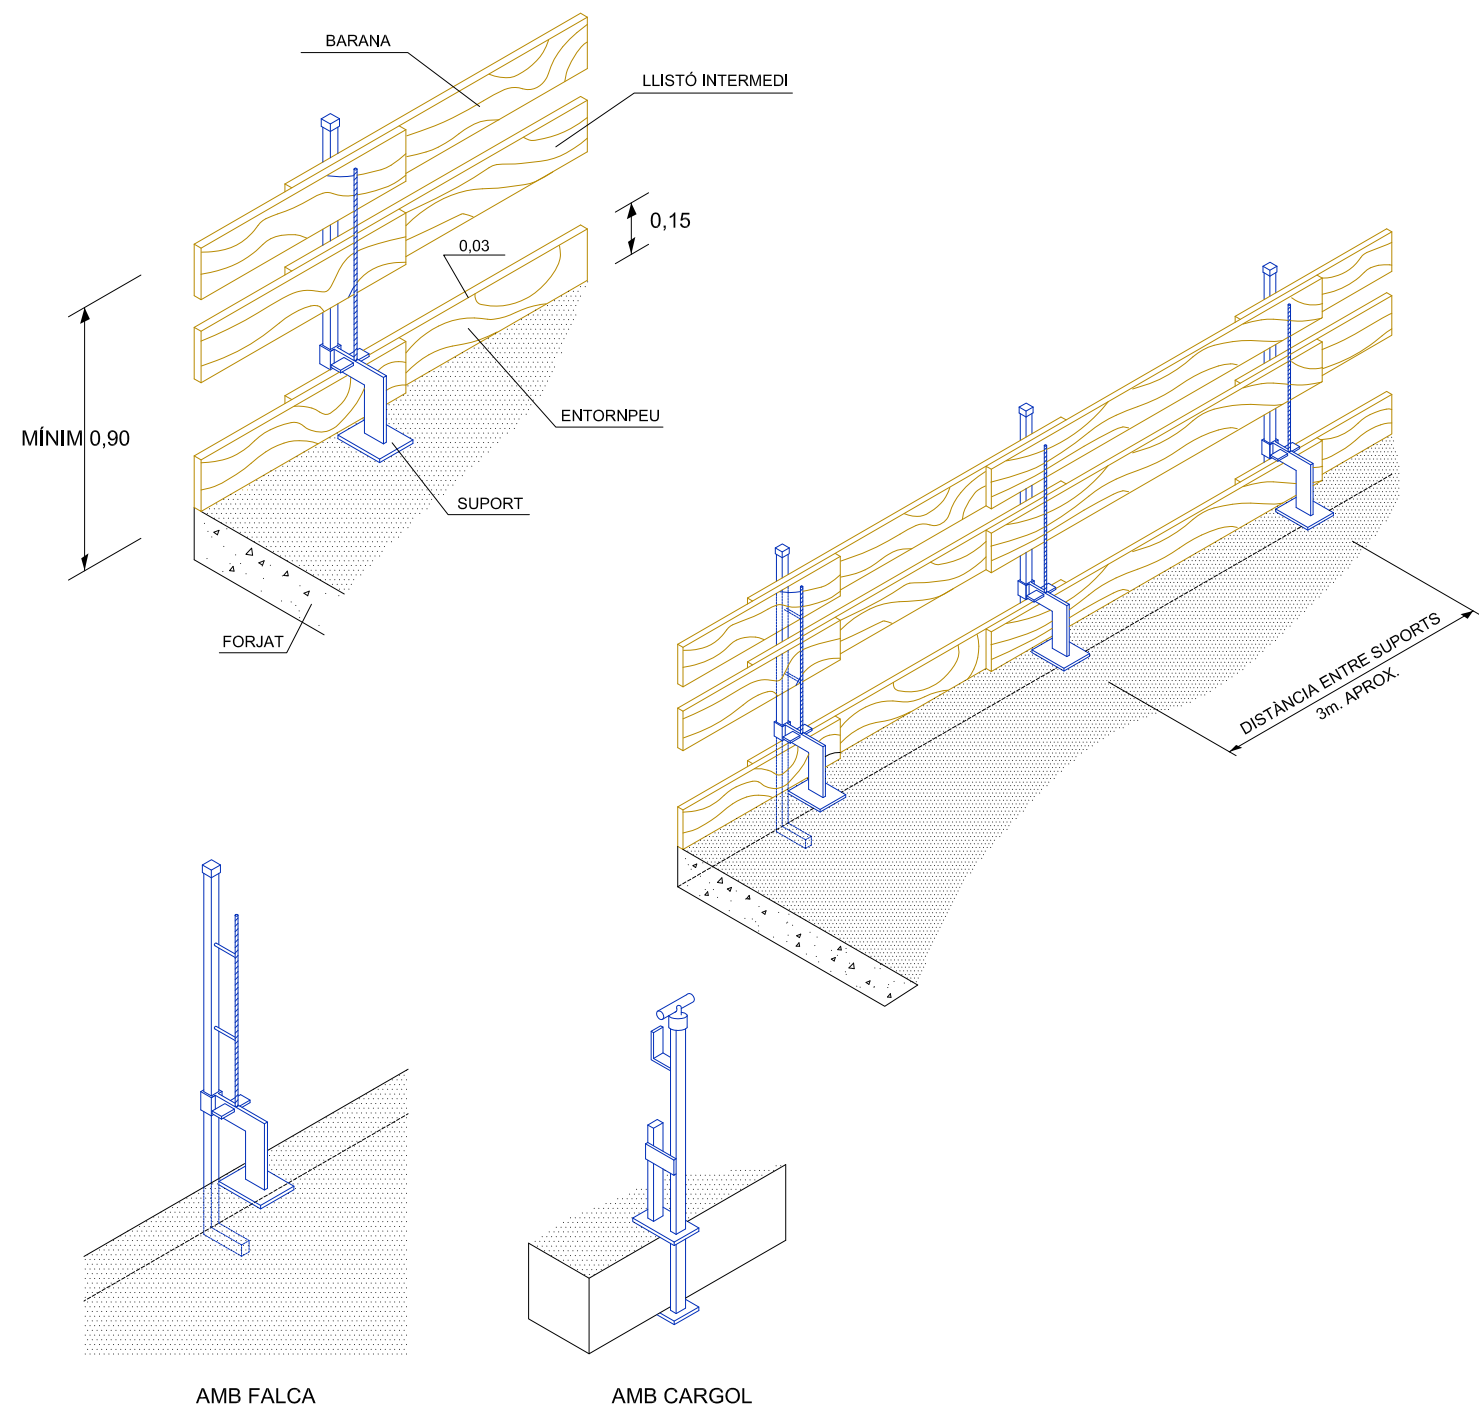 BARANA
LLISTÓ INTERMEDI
0,15
0,03
MÍNIM 0,90
ENTORNPEU
SUPORT
FORJAT
DISTÀNCIA ENTRE SUPORTS
3m. APROX.
AMB FALCA
AMB CARGOL